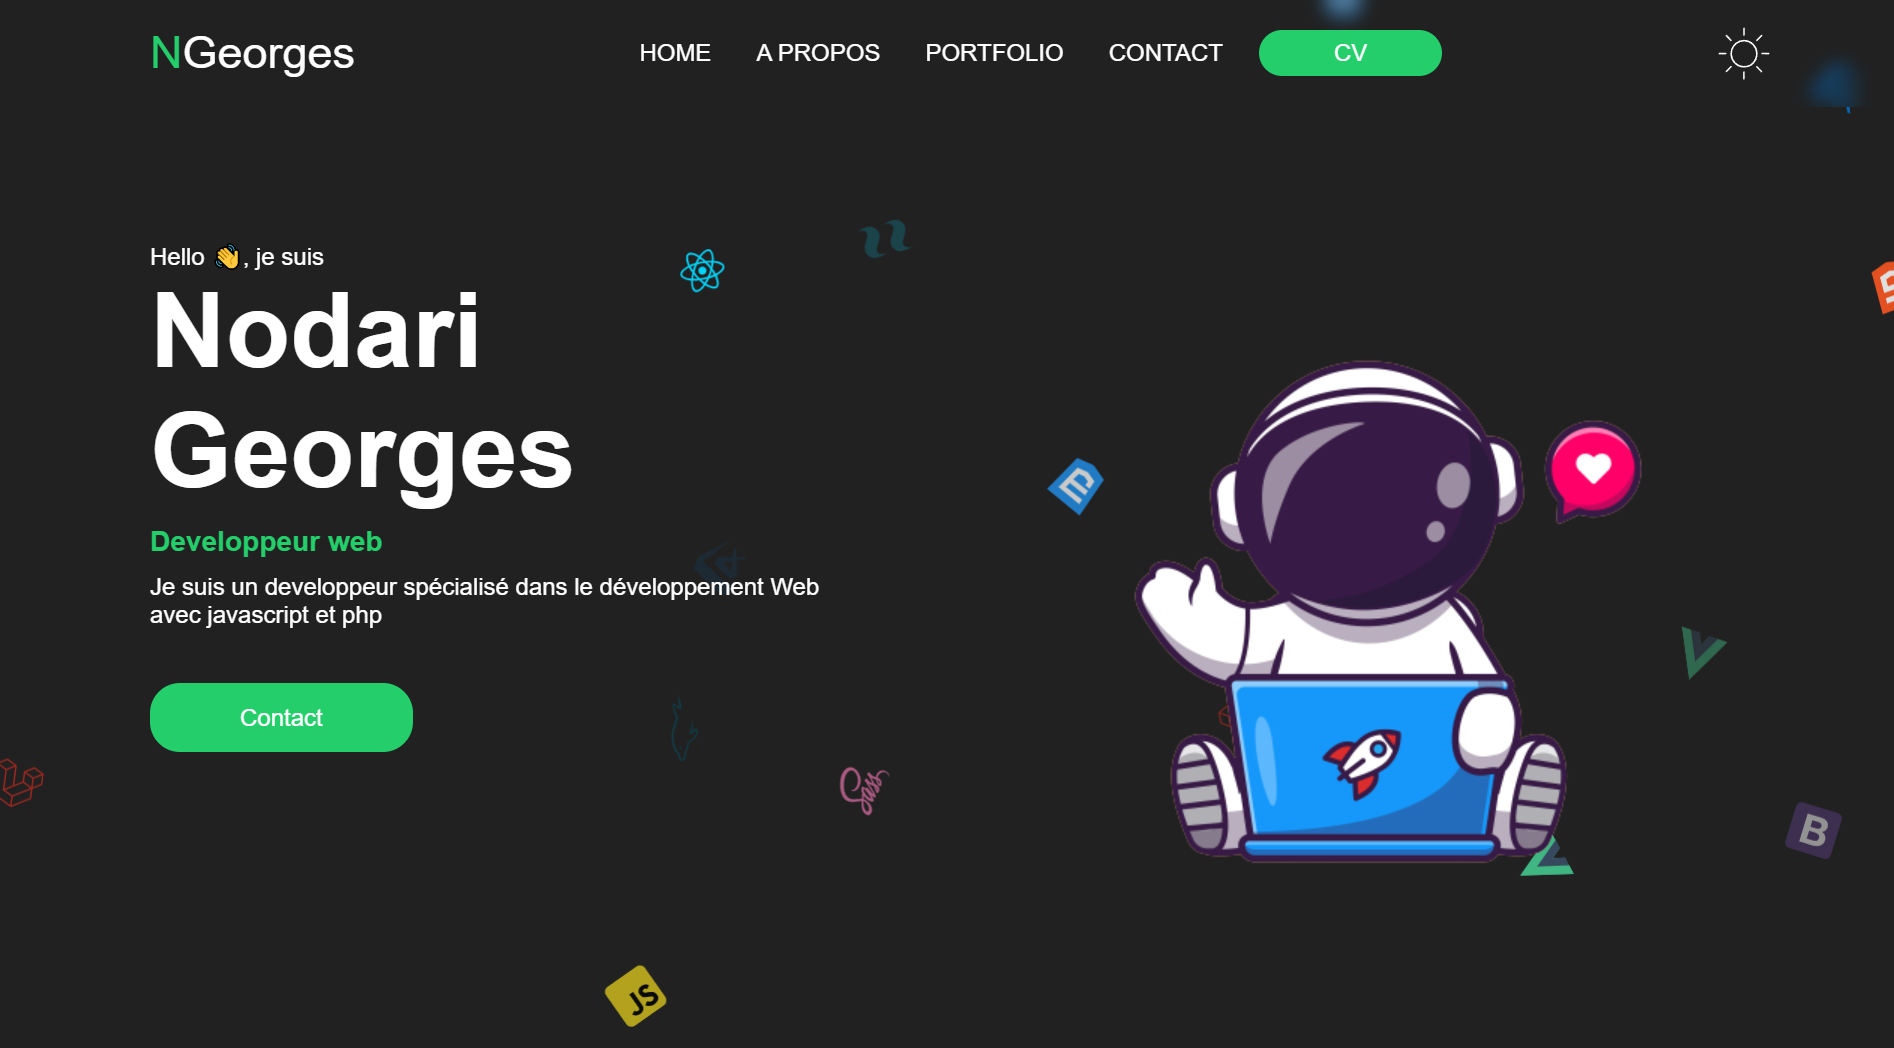 NGeorges
HOME
A PROPOS
PORTFOLIO
CONTACT
CV
Hello 👋, je suis
Nodari
Georges
Developpeur web
Je suis un developpeur spécialisé dans le développement Web
avec javascript et php
Contact
Sass
B
JS